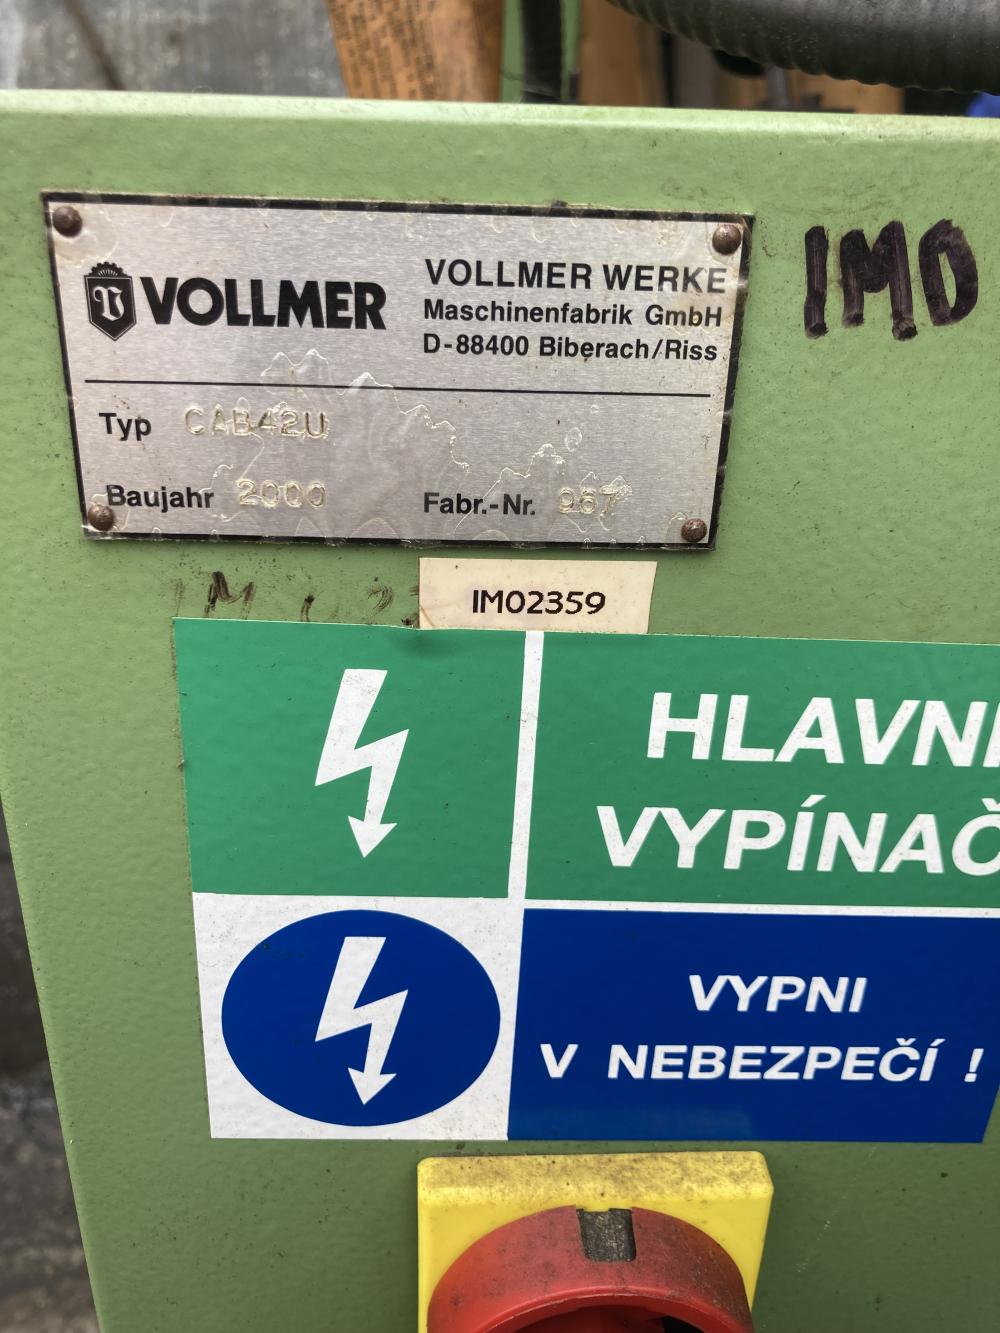 VOLLMER
VOLLMER WERKE
Maschinenfabrik GmbH
D-88400 Biberach/Riss
Typ CAB42U
Baujahr 2000
Fabr.-Nr. 967
IMO
IMO2359
HLAVNÍ
VYPÍNAČ
VYPNI
V NEBEZPEČÍ !